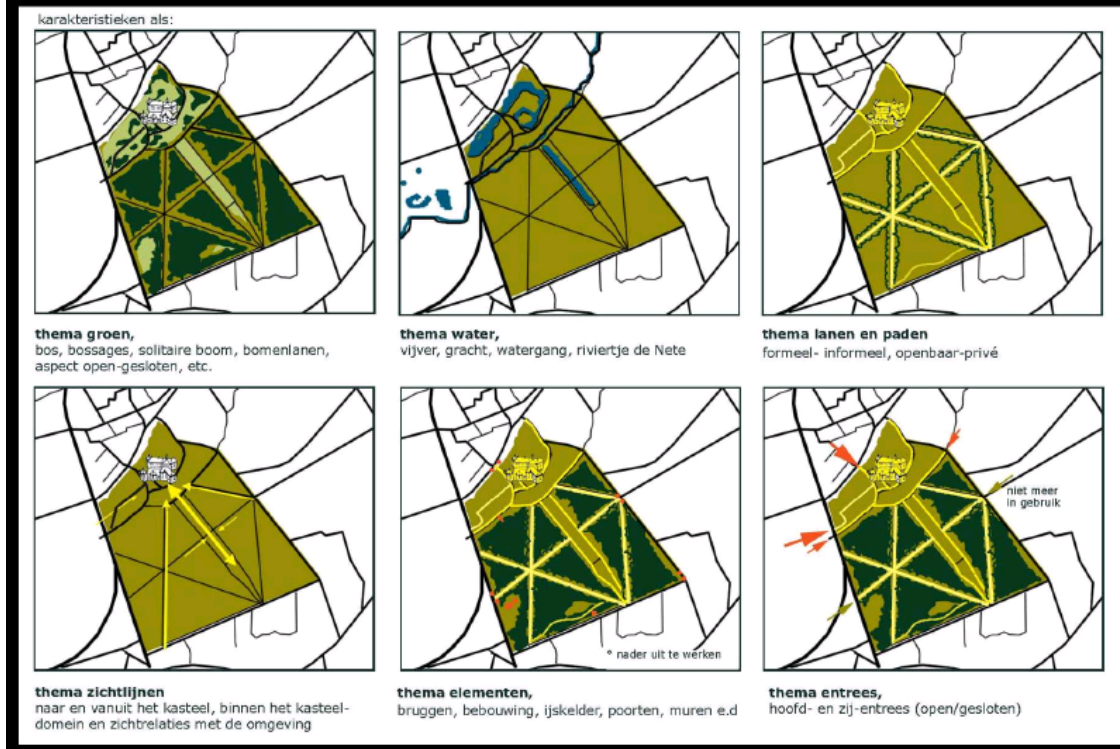 karakteristieken als:
thema groen,
bos, bossages, solitaire boom, bomenlanen,
aspect open-gesloten, etc.
thema water,
vijver, gracht, watergang, riviertje de Nete
thema lanen en paden
formeel- informeel, openbaar-privé
niet meer
in gebruik
° nader uit te werken
thema zichtlijnen
naar en vanuit het kasteel, binnen het kasteel-
domein en zichtrelaties met de omgeving
thema elementen,
bruggen, bebouwing, ijskelder, poorten, muren e.d
thema entrees,
hoofd- en zij-entrees (open/gesloten)